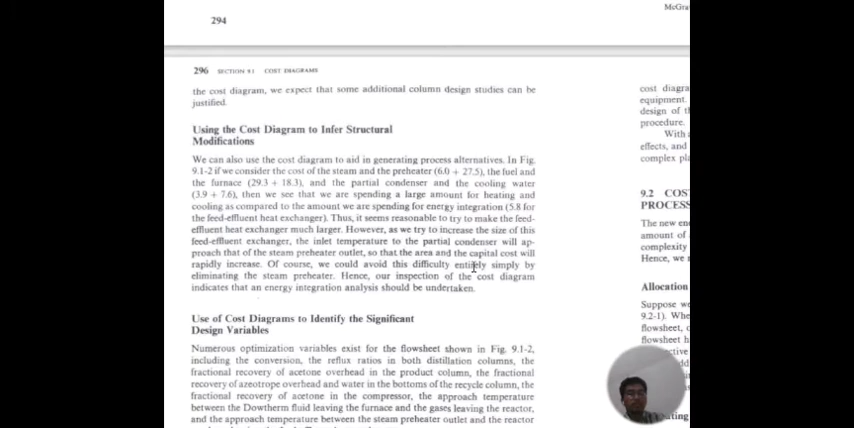 McGra
294
296 SECTION 9.1 COST DIAGRAMS
the cost diagram, we expect that some additional column design studies can be
justified.
Using the Cost Diagram to Infer Structural
Modifications
We can also use the cost diagram to aid in generating process alternatives. In Fig.
9.1-2 if we consider the cost of the steam and the preheater (6.0 + 27.5), the fuel and
the furnace (29.3 + 18.3), and the partial condenser and the cooling water
(3.9 + 7.6), then we see that we are spending a large amount for heating and
cooling as compared to the amount we are spending for energy integration (5.8 for
the feed-effluent heat exchanger). Thus, it seems reasonable to try to make the feed-
effluent heat exchanger much larger. However, as we try to increase the size of this
feed-effluent exchanger, the inlet temperature to the partial condenser will ap-
proach that of the steam preheater outlet, so that the area and the capital cost will
rapidly increase. Of course, we could avoid this difficulty entirely simply by
eliminating the steam preheater. Hence, our inspection of the cost diagram
indicates that an energy integration analysis should be undertaken.
Use of Cost Diagrams to Identify the Significant
Design Variables
Numerous optimization variables exist for the flowsheet shown in Fig. 9.1-2,
including the conversion, the reflux ratios in both distillation columns, the
fractional recovery of acetone overhead in the product column, the fractional
recovery of azeotrope overhead and water in the bottoms of the recycle column, the
fractional recovery of acetone in the compressor, the approach temperature
between the Dowtherm fluid leaving the furnace and the gases leaving the reactor,
and the approach temperature between the steam preheater outlet and the reactor
cost diagra
equipment.
design of th
procedure.
With a
effects, and
complex pl
9.2 COS
PROCESS
The new en
amount of
complexity
Hence, we
Allocation
Suppose we
9.2-1). Whe
flowsheet, c
flowsheet h
ctive